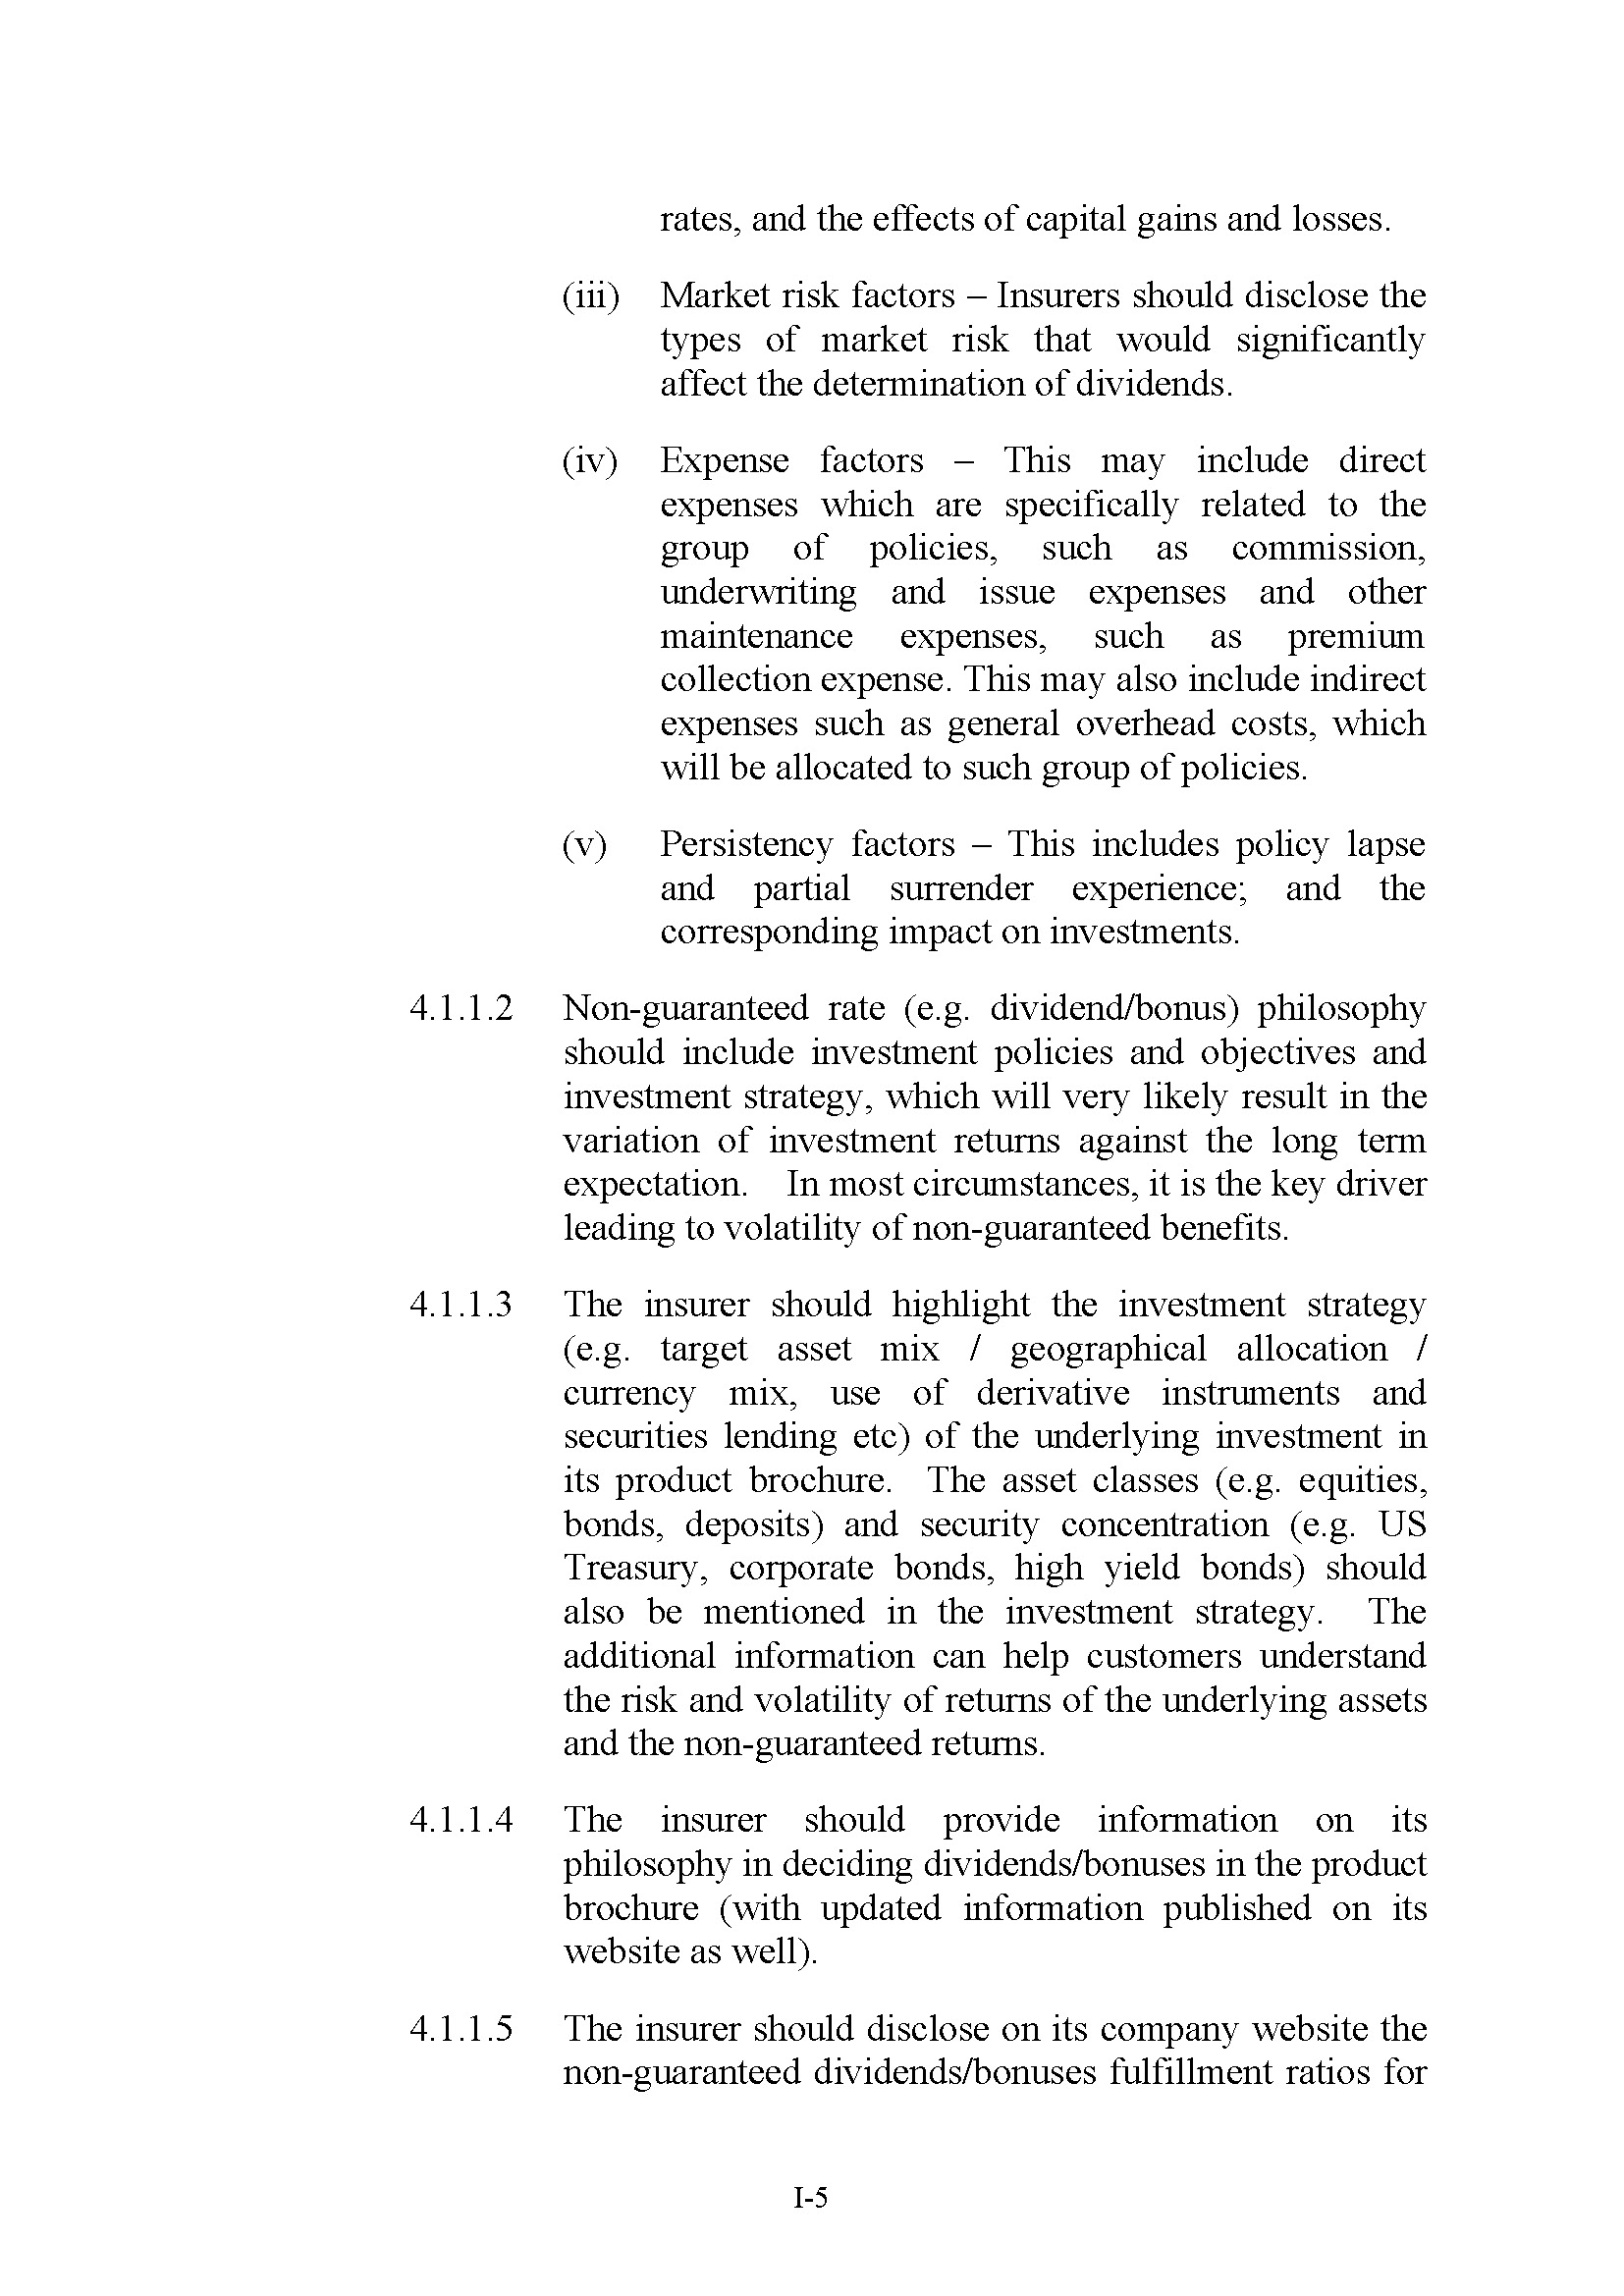 rates, and the effects of capital gains and losses.
(iii) Market risk factors – Insurers should disclose the
types of market risk that would significantly
affect the determination of dividends.
(iv) Expense factors – This may include direct
expenses which are specifically related to the
group of policies, such as commission,
underwriting and issue expenses and other
maintenance expenses, such as premium
collection expense. This may also include indirect
expenses such as general overhead costs, which
will be allocated to such group of policies.
(v) Persistency factors – This includes policy lapse
and partial surrender experience; and the
corresponding impact on investments.
4.1.1.2 Non-guaranteed rate (e.g. dividend/bonus) philosophy
should include investment policies and objectives and
investment strategy, which will very likely result in the
variation of investment returns against the long term
expectation. In most circumstances, it is the key driver
leading to volatility of non-guaranteed benefits.
4.1.1.3 The insurer should highlight the investment strategy
(e.g. target asset mix / geographical allocation /
currency mix, use of derivative instruments and
securities lending etc) of the underlying investment in
its product brochure. The asset classes (e.g. equities,
bonds, deposits) and security concentration (e.g. US
Treasury, corporate bonds, high yield bonds) should
also be mentioned in the investment strategy. The
additional information can help customers understand
the risk and volatility of returns of the underlying assets
and the non-guaranteed returns.
4.1.1.4 The insurer should provide information on its
philosophy in deciding dividends/bonuses in the product
brochure (with updated information published on its
website as well).
4.1.1.5 The insurer should disclose on its company website the
non-guaranteed dividends/bonuses fulfillment ratios for
I-5